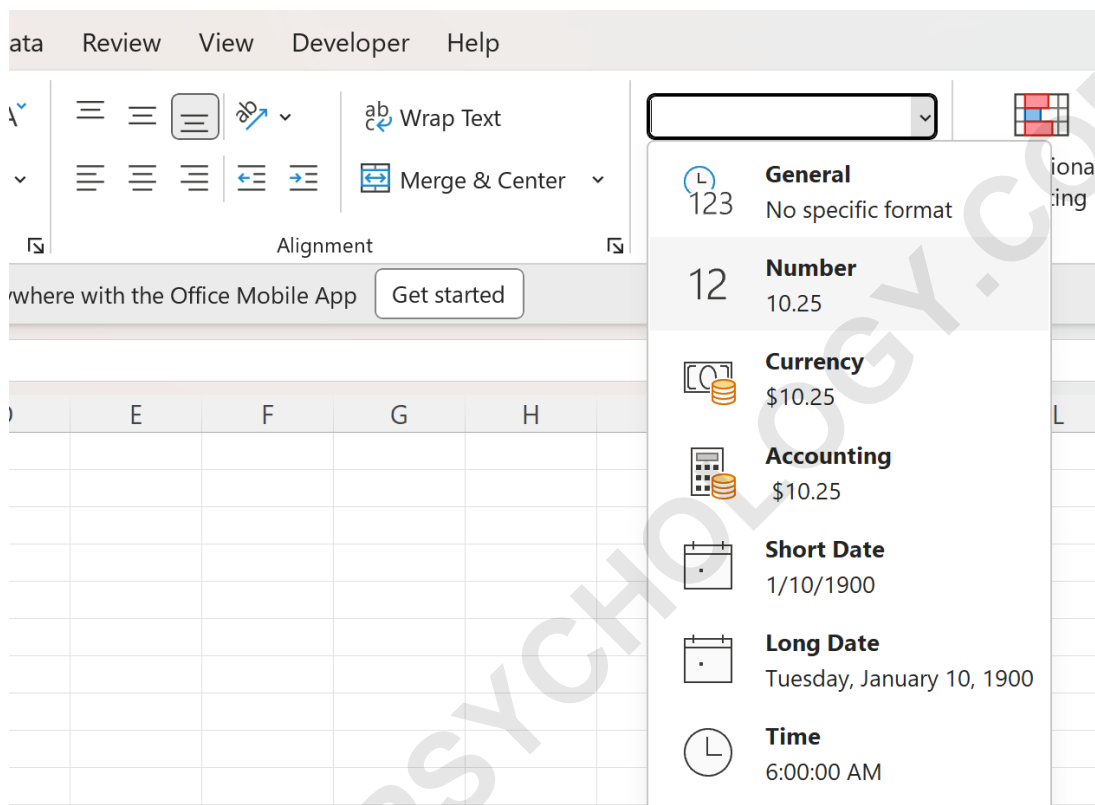 Review View Developer Help
Wrap Text
Merge & Center
Alignment
Office Mobile App Get started
with the
E F G H L
General
123
No specific format
Number
12
10.25
Currency
$10.25
Accounting
$10.25
Short Date
1/10/1900
Long Date
Tuesday, January 10, 1900
Time
6:00:00 AM